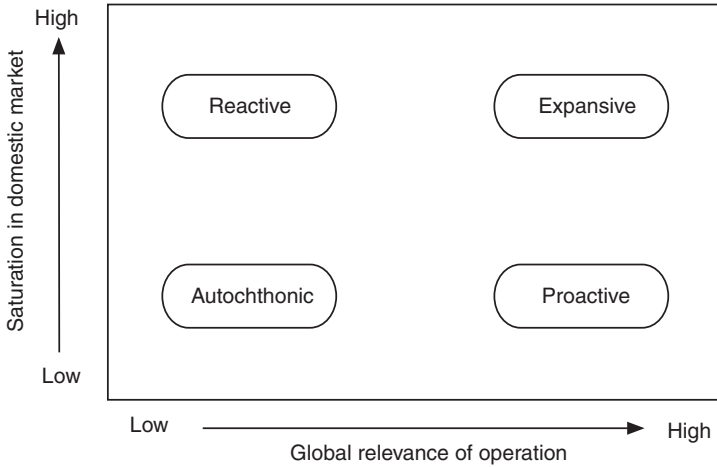 High
Saturation in domestic market
Low
Reactive
Expansive
Autochthonic
Proactive
Low
High
Global relevance of operation